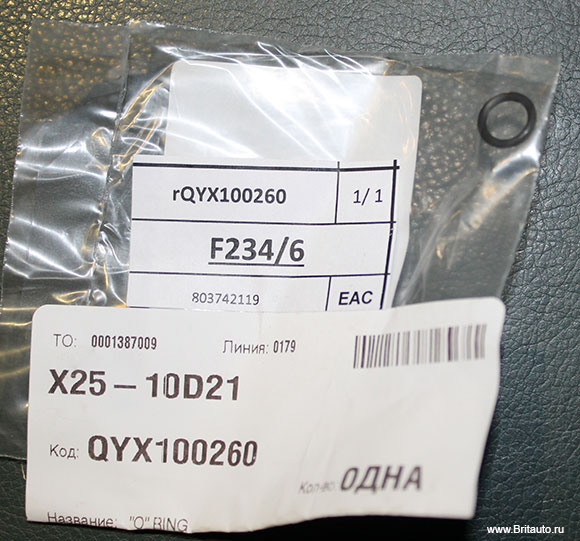 rQYX100260 1/1
F234/6
803742119 EAC
ТО: 0001387009 Линия: 0179
X25-10D21
Код: QYX100260
Кол-во: ОДНА
Название: "O" RING
www.Britauto.ru